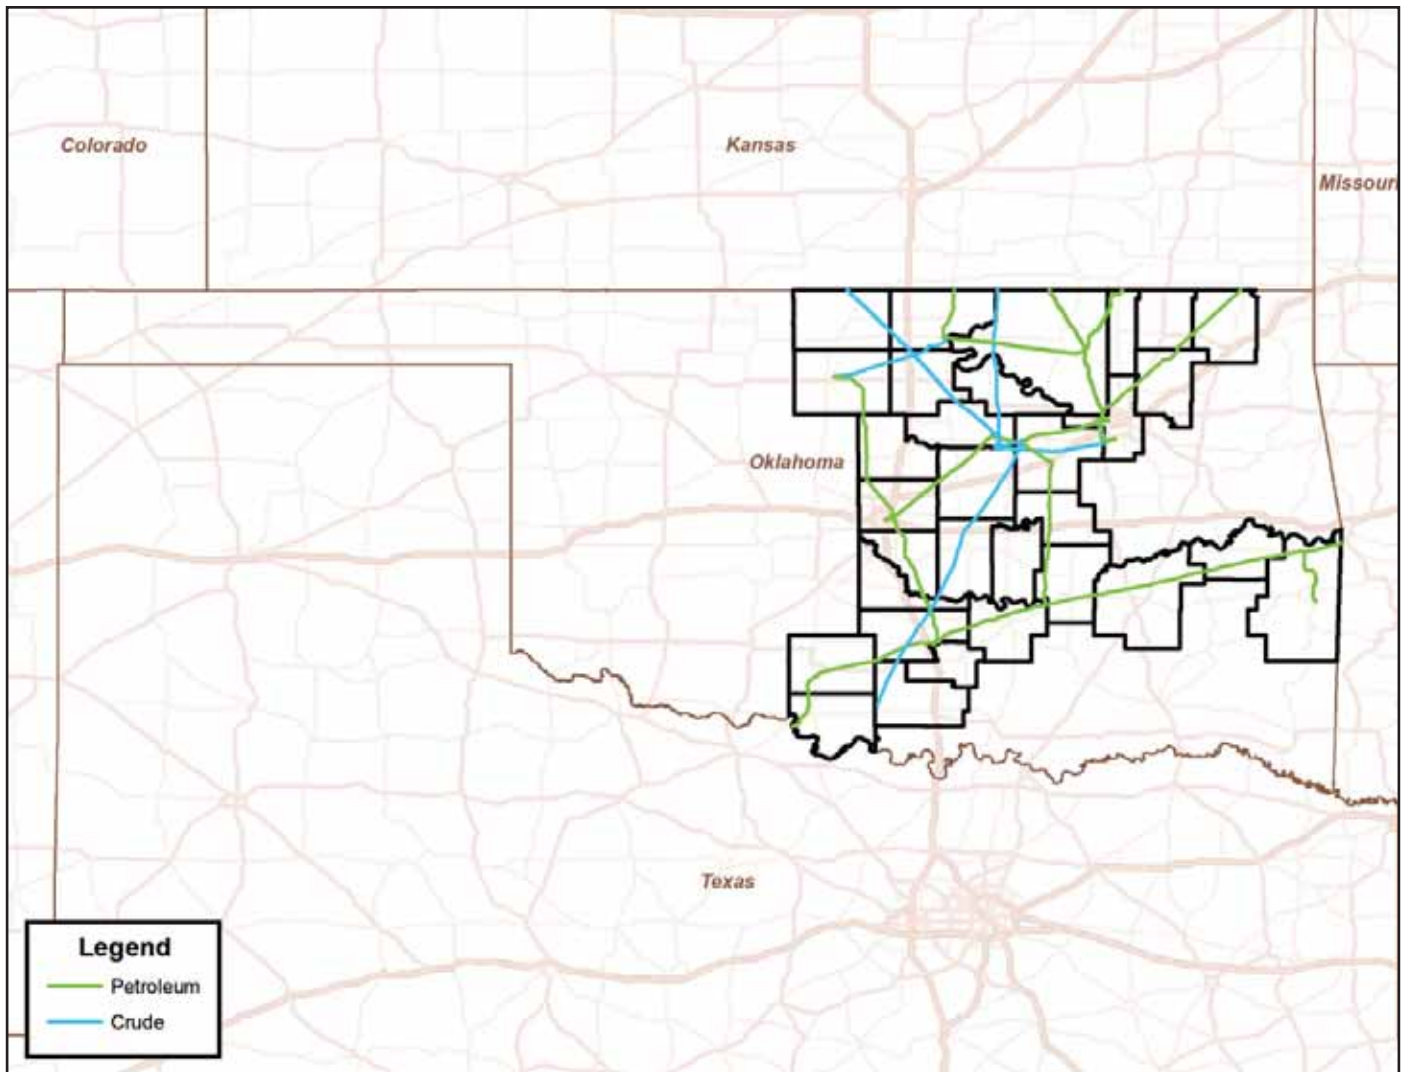 Colorado
Kansas
Missouri
Oklahoma
Texas
Legend
Petroleum
Crude